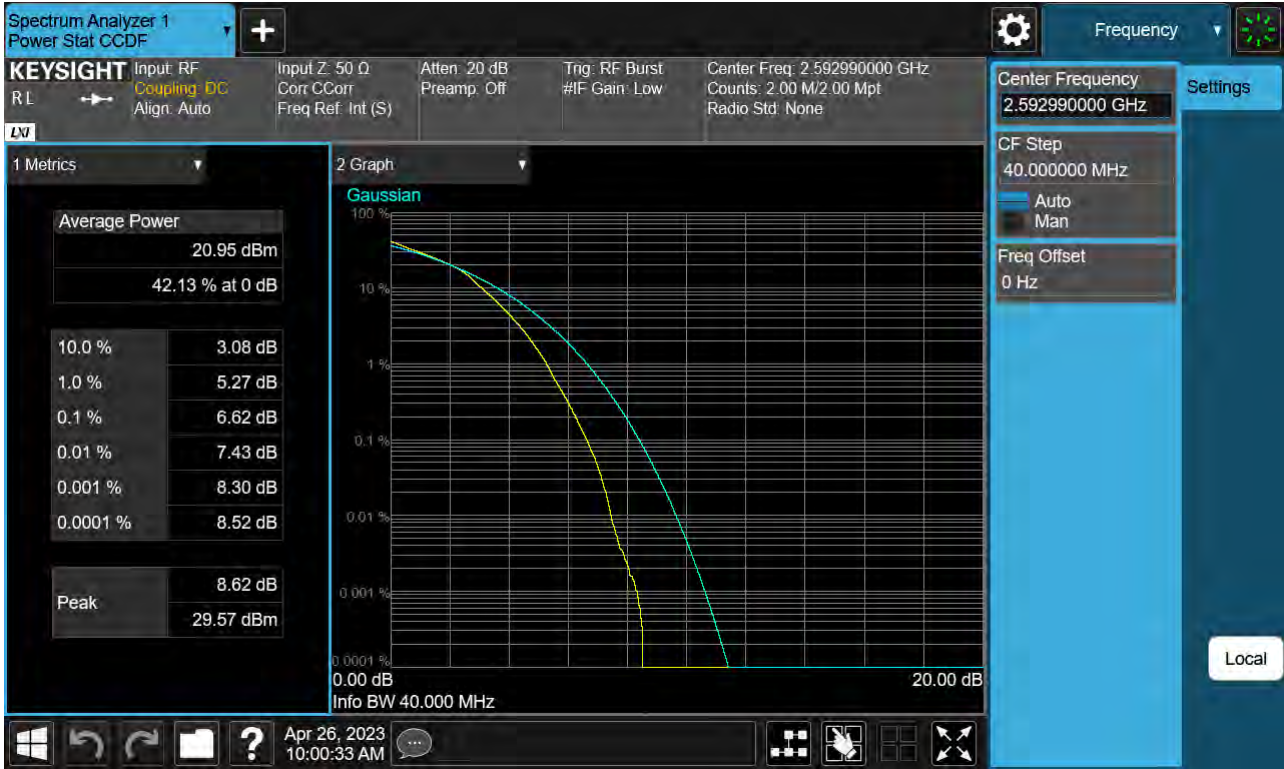 Spectrum Analyzer 1
Power Stat CCDF
+
Frequency
KEYSIGHT
R L
LXI
Input: RF
Coupling: DC
Align: Auto
Input Z: 50 Ω
Corr CCorr
Freq Ref: Int (S)
Atten: 20 dB
Preamp: Off
Trig: RF Burst
#IF Gain: Low
Center Freq: 2.592990000 GHz
Counts: 2.00 M/2.00 Mpt
Radio Std: None
Center Frequency
2.592990000 GHz
CF Step
40.000000 MHz
Auto
Man
Freq Offset
0 Hz
Settings
Local
1 Metrics
Average Power
20.95 dBm
42.13 % at 0 dB
10.0 % 3.08 dB
1.0 % 5.27 dB
0.1 % 6.62 dB
0.01 % 7.43 dB
0.001 % 8.30 dB
0.0001 % 8.52 dB
Peak
8.62 dB
29.57 dBm
2 Graph
Gaussian
100 %
10 %
1 %
0.1 %
0.01 %
0.001 %
0.0001 %
0.00 dB 20.00 dB
Info BW 40.000 MHz
?
Apr 26, 2023
10:00:33 AM